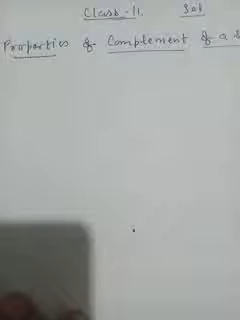 Class-11. Set
Properties of Complement of a